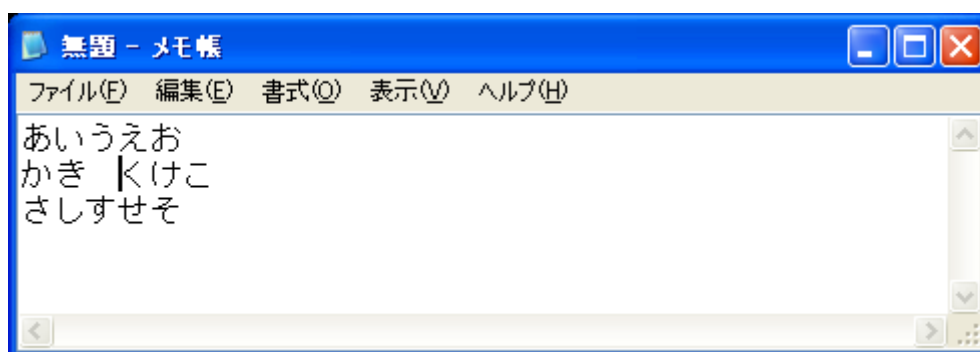 無題 - メモ帳
ファイル(F) 編集(E) 書式(O) 表示(V) ヘルプ(H)
あいうえお
かき　くけこ
さしすせそ